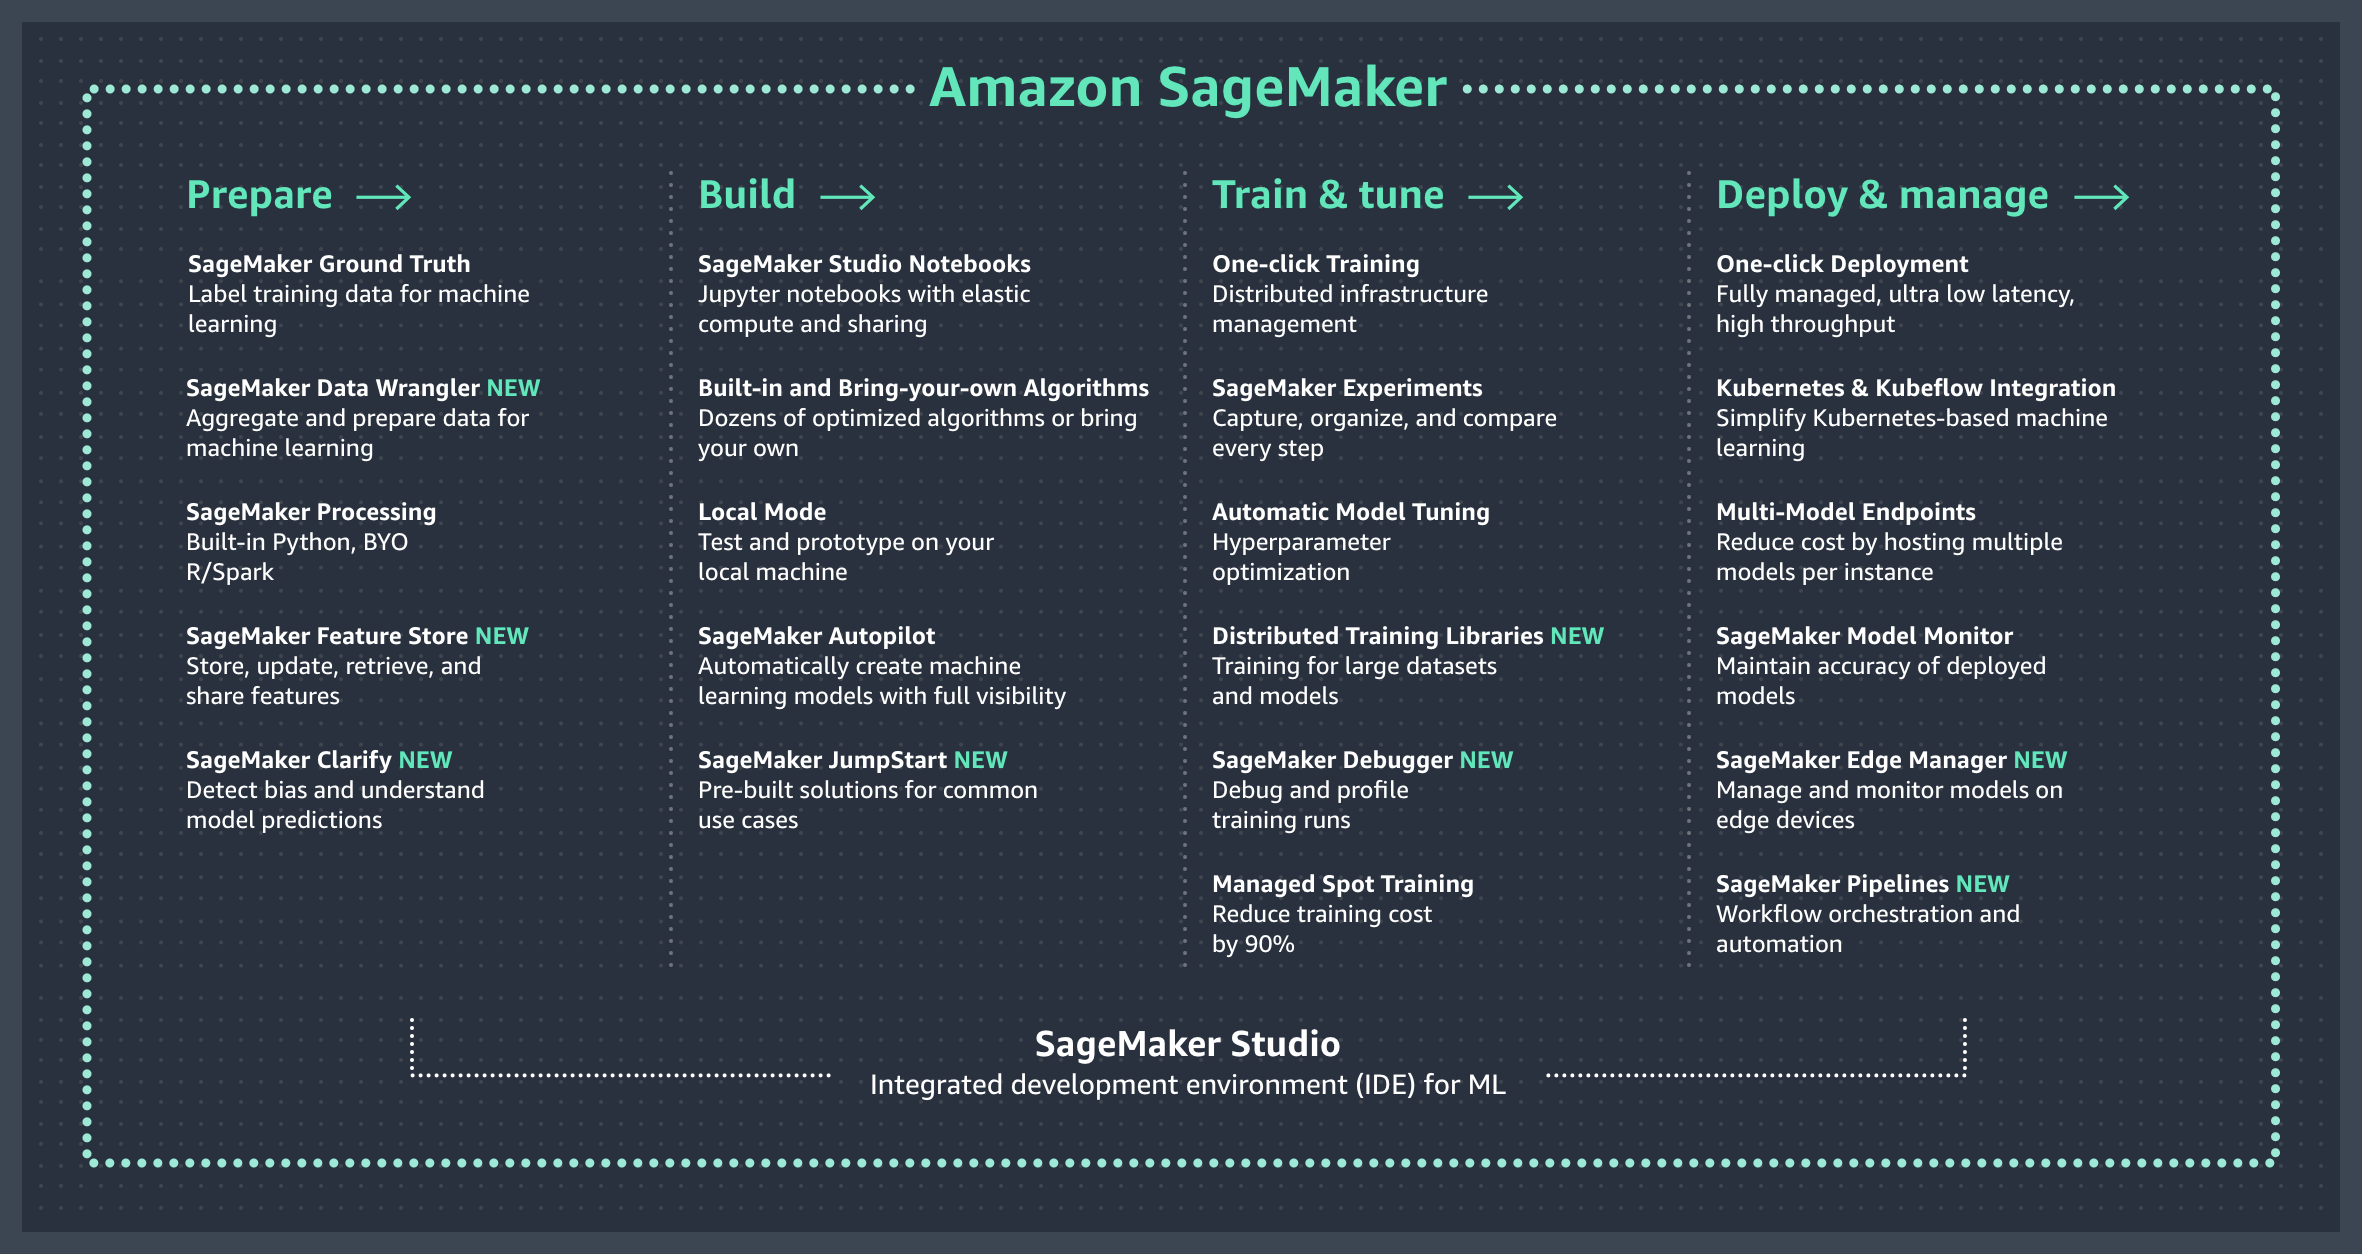 Amazon SageMaker
Prepare
SageMaker Ground Truth
Label training data for machine
learning
SageMaker Data Wrangler NEW
Aggregate and prepare data for
machine learning
SageMaker Processing
Built-in Python, BYO
R/Spark
SageMaker Feature Store NEW
Store, update, retrieve, and
share features
SageMaker Clarify NEW
Detect bias and understand
model predictions
Build
SageMaker Studio Notebooks
Jupyter notebooks with elastic
compute and sharing
Built-in and Bring-your-own Algorithms
Dozens of optimized algorithms or bring
your own
Local Mode
Test and prototype on your
local machine
SageMaker Autopilot
Automatically create machine
learning models with full visibility
SageMaker JumpStart NEW
Pre-built solutions for common
use cases
Train & tune
One-click Training
Distributed infrastructure
management
SageMaker Experiments
Capture, organize, and compare
every step
Automatic Model Tuning
Hyperparameter
optimization
Distributed Training Libraries NEW
Training for large datasets
and models
SageMaker Debugger NEW
Debug and profile
training runs
Managed Spot Training
Reduce training cost
by 90%
Deploy & manage
One-click Deployment
Fully managed, ultra low latency,
high throughput
Kubernetes & Kubeflow Integration
Simplify Kubernetes-based machine
learning
Multi-Model Endpoints
Reduce cost by hosting multiple
models per instance
SageMaker Model Monitor
Maintain accuracy of deployed
models
SageMaker Edge Manager NEW
Manage and monitor models on
edge devices
SageMaker Pipelines NEW
Workflow orchestration and
automation
SageMaker Studio
Integrated development environment (IDE) for ML